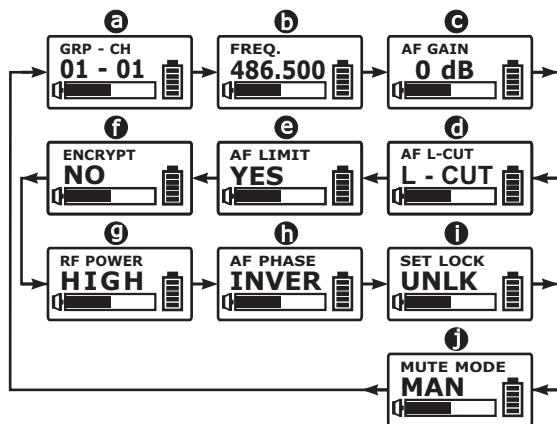 a
GRP - CH
01 - 01
b
FREQ.
486.500
c
AF GAIN
0 dB
f
ENCRYPT
NO
e
AF LIMIT
YES
d
AF L-CUT
L - CUT
g
RF POWER
HIGH
h
AF PHASE
INVER
i
SET LOCK
UNLK
j
MUTE MODE
MAN